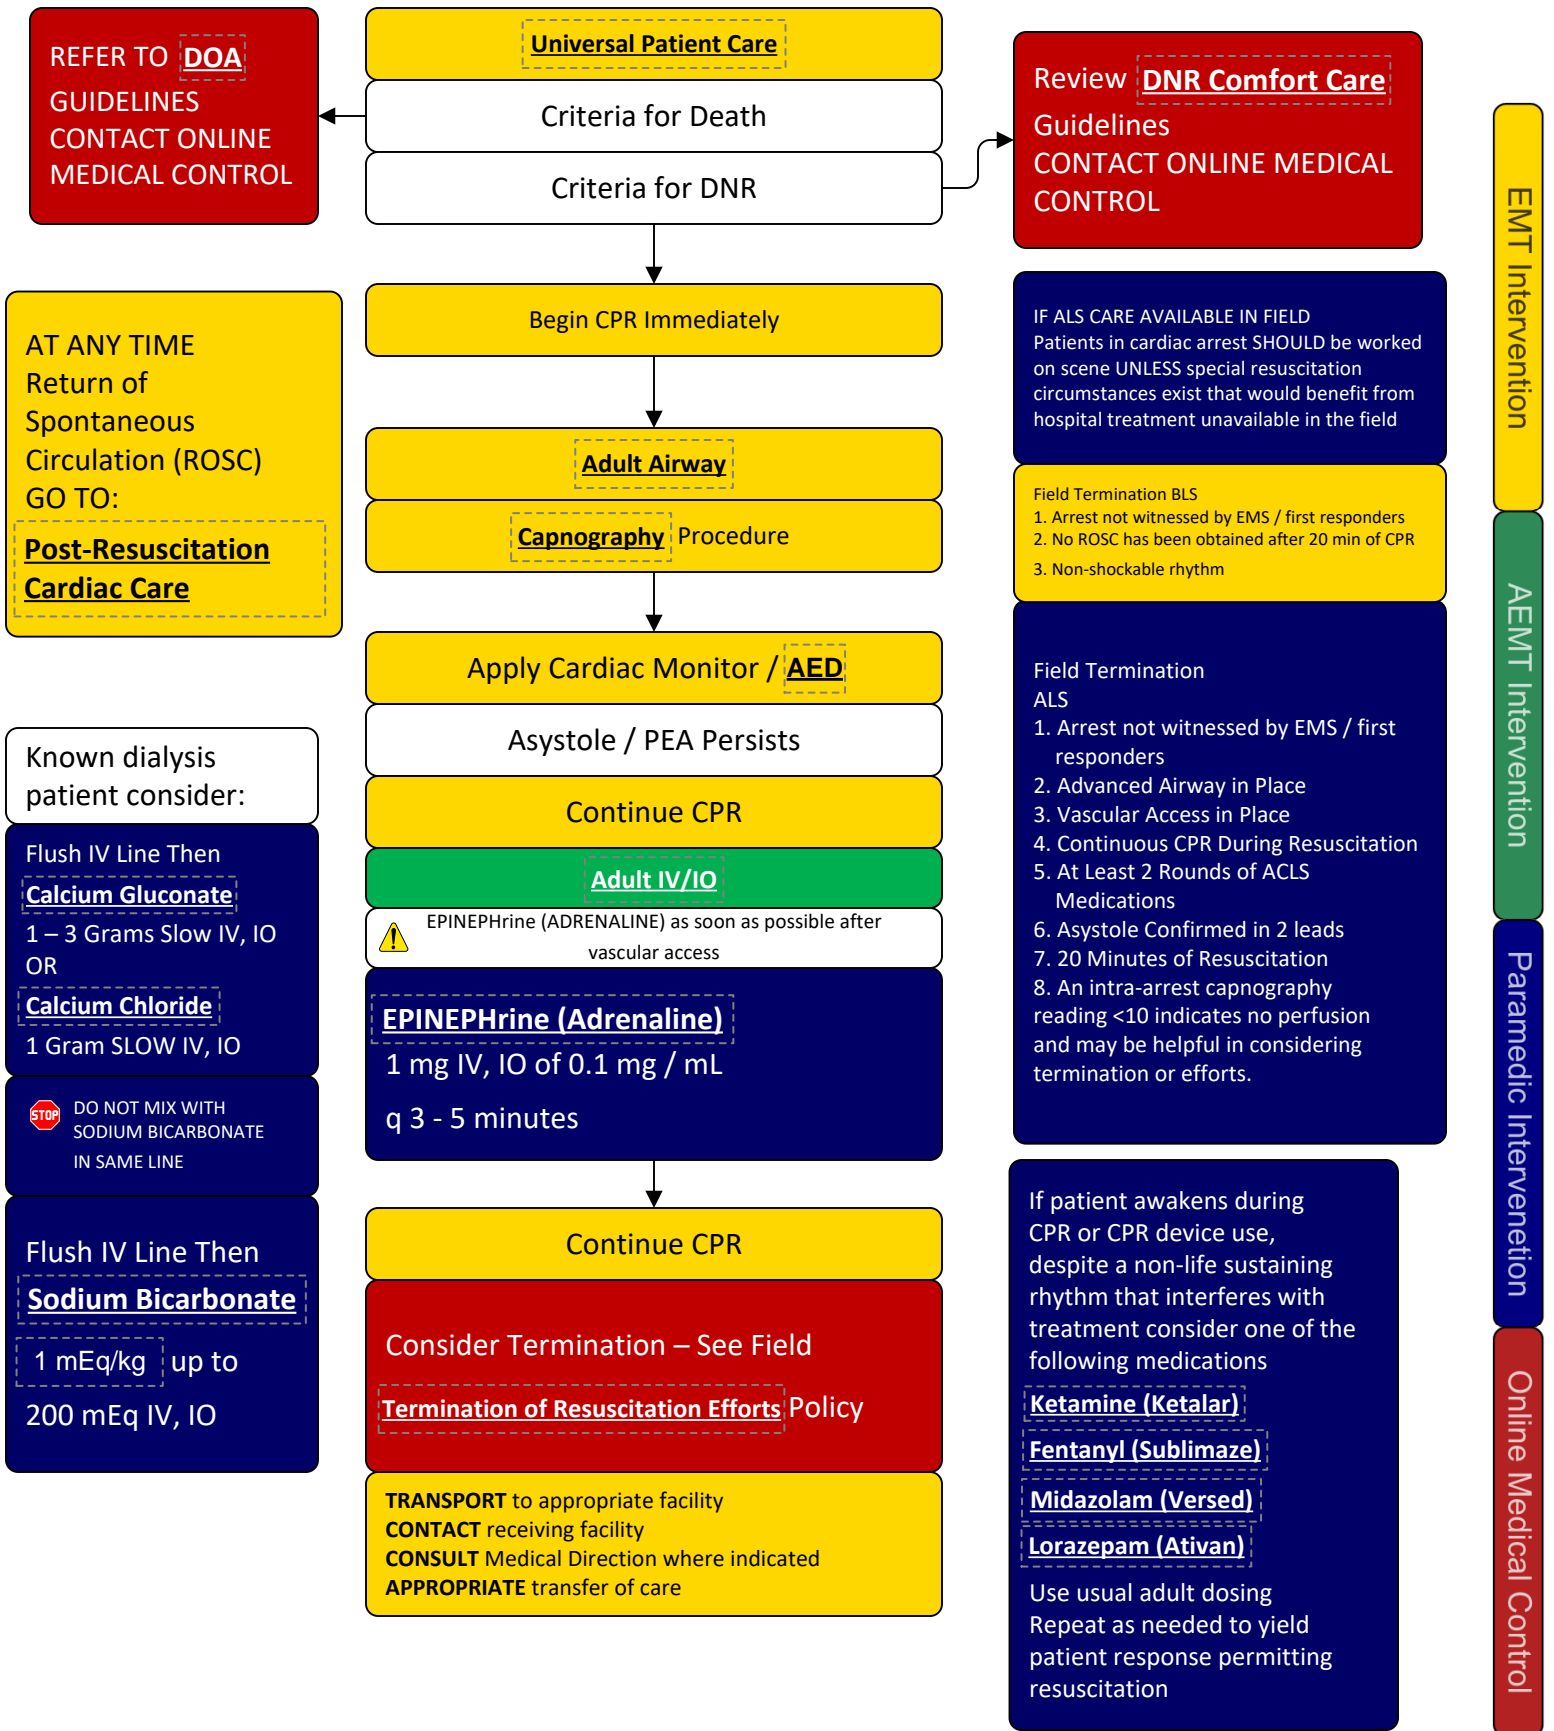 REFER TO DOA
GUIDELINES
CONTACT ONLINE
MEDICAL CONTROL
Universal Patient Care
Criteria for Death
Criteria for DNR
Review DNR Comfort Care
Guidelines
CONTACT ONLINE MEDICAL
CONTROL
Begin CPR Immediately
AT ANY TIME
Return of
Spontaneous
Circulation (ROSC)
GO TO:
Post-Resuscitation
Cardiac Care
Adult Airway
Capnography Procedure
Apply Cardiac Monitor / AED
Asystole / PEA Persists
Continue CPR
Adult IV/IO
EPINEPHrine (ADRENALINE) as soon as possible after
vascular access
EPINEPHrine (Adrenaline)
1 mg IV, IO of 0.1 mg / mL
q 3 - 5 minutes
Continue CPR
Consider Termination – See Field
Termination of Resuscitation Efforts Policy
TRANSPORT to appropriate facility
CONTACT receiving facility
CONSULT Medical Direction where indicated
APPROPRIATE transfer of care
Known dialysis
patient consider:
Flush IV Line Then
Calcium Gluconate
1 – 3 Grams Slow IV, IO
OR
Calcium Chloride
1 Gram SLOW IV, IO
STOP
DO NOT MIX WITH
SODIUM BICARBONATE
IN SAME LINE
Flush IV Line Then
Sodium Bicarbonate
1 mEq/kg up to
200 mEq IV, IO
IF ALS CARE AVAILABLE IN FIELD
Patients in cardiac arrest SHOULD be worked
on scene UNLESS special resuscitation
circumstances exist that would benefit from
hospital treatment unavailable in the field
Field Termination BLS
1. Arrest not witnessed by EMS / first responders
2. No ROSC has been obtained after 20 min of CPR
3. Non-shockable rhythm
Field Termination
ALS
1. Arrest not witnessed by EMS / first
responders
2. Advanced Airway in Place
3. Vascular Access in Place
4. Continuous CPR During Resuscitation
5. At Least 2 Rounds of ACLS
Medications
6. Asystole Confirmed in 2 leads
7. 20 Minutes of Resuscitation
8. An intra-arrest capnography
reading <10 indicates no perfusion
and may be helpful in considering
termination or efforts.
If patient awakens during
CPR or CPR device use,
despite a non-life sustaining
rhythm that interferes with
treatment consider one of the
following medications
Ketamine (Ketalar)
Fentanyl (Sublimaze)
Midazolam (Versed)
Lorazepam (Ativan)
Use usual adult dosing
Repeat as needed to yield
patient response permitting
resuscitation
EMT Intervention
AEMT Intervention
Paramedic Intervenetion
Online Medical Control